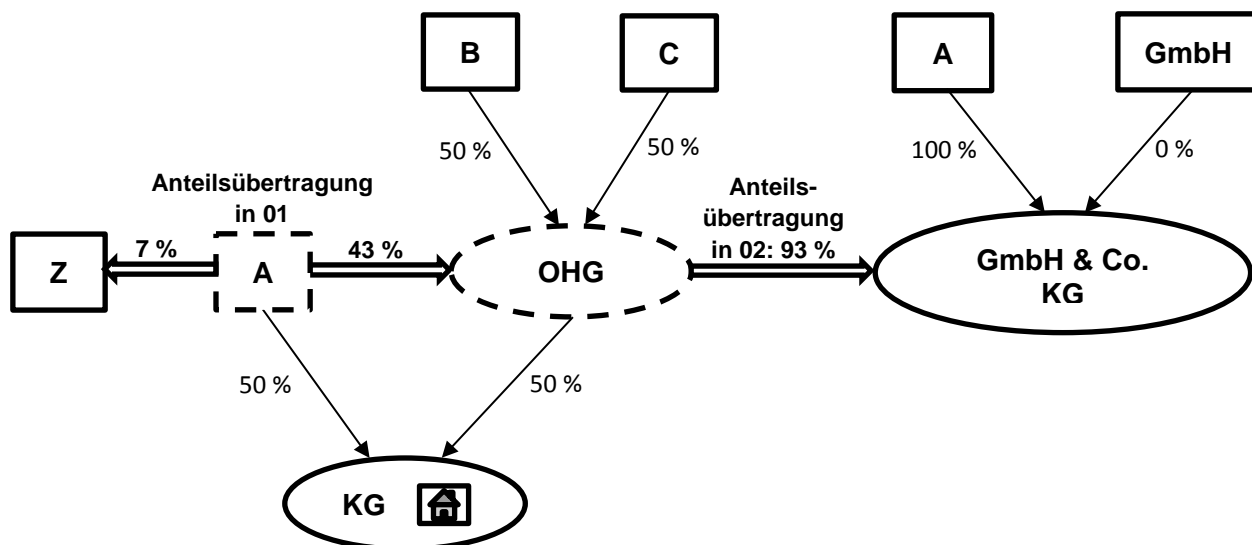 B
C
A
GmbH
50 %
50 %
100 %
0 %
Anteilsübertragung
in 01
Anteils-
übertragung
in 02: 93 %
Z
7 %
A
43 %
OHG
GmbH & Co.
KG
50 %
50 %
KG